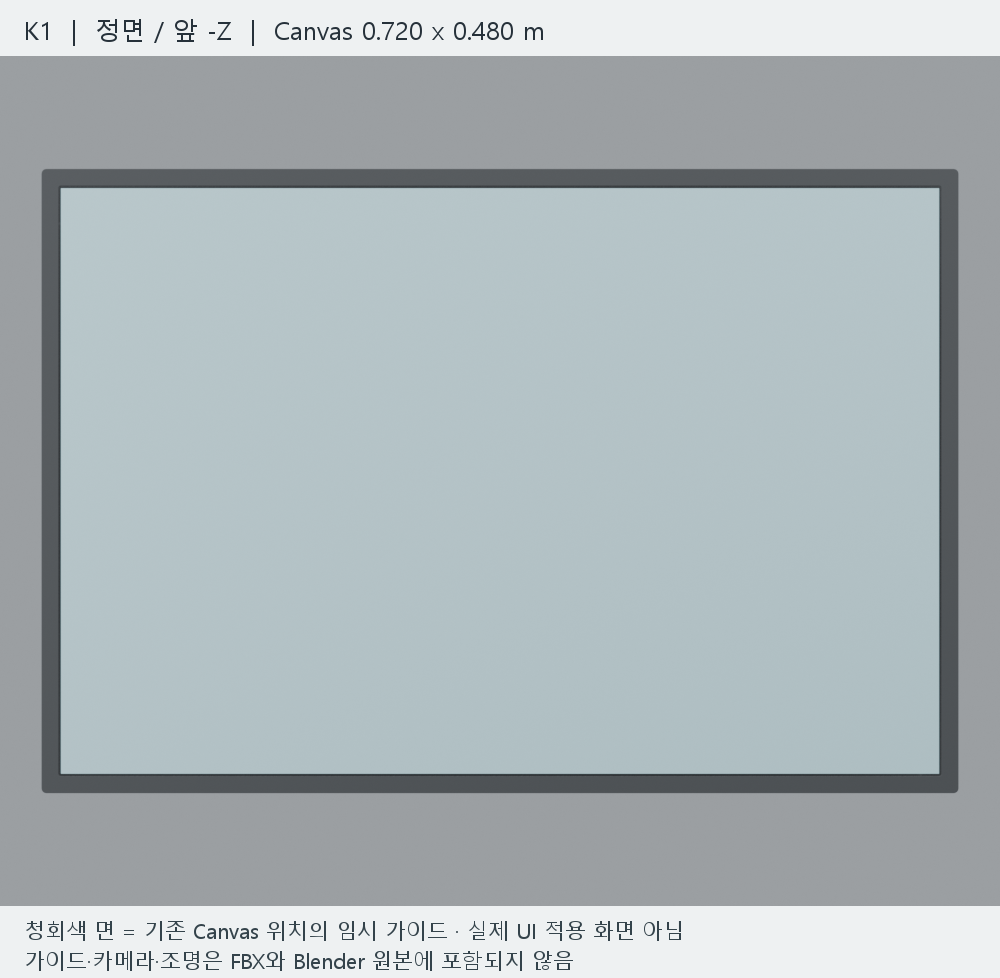 K1 | 정면 / 앞 -Z | Canvas 0.720 x 0.480 m
청회색 면 = 기존 Canvas 위치의 임시 가이드 · 실제 UI 적용 화면 아님
가이드·카메라·조명은 FBX와 Blender 원본에 포함되지 않음